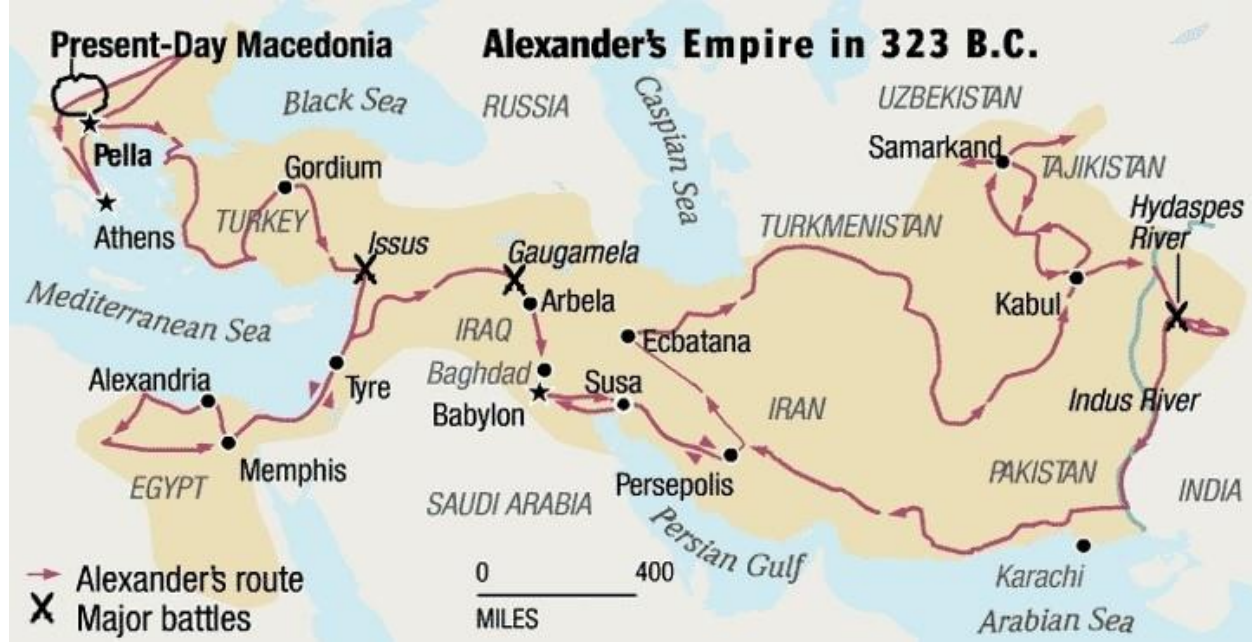 Present-Day Macedonia
Alexander's Empire in 323 B.C.
Black Sea
RUSSIA
Caspian Sea
UZBEKISTAN
Pella
Samarkand
TAJIKISTAN
Gordium
Athens
TURKEY
Issus
Gaugamela
TURKMENISTAN
Hydaspes
River
Mediterranean Sea
Arbela
Kabul
IRAQ
Ecbatana
Alexandria
Tyre
Baghdad
Susa
Babylon
IRAN
Indus River
Memphis
EGYPT
SAUDI ARABIA
Persepolis
PAKISTAN
INDIA
Persian Gulf
Alexander's route
Major battles
0 400
MILES
Karachi
Arabian Sea